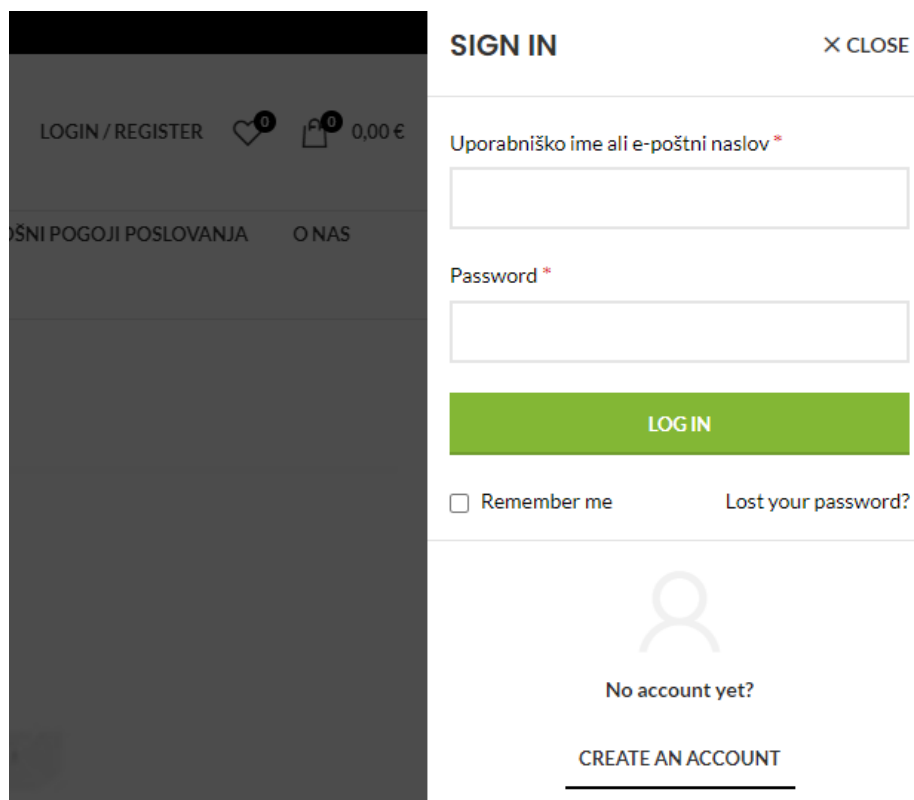 SIGN IN
CLOSE
LOGIN / REGISTER
0
0
0,00 €
Uporabniško ime ali e-poštni naslov *
POGOJI POSLOVANJA
O NAS
Password *
LOG IN
Remember me
Lost your password?
No account yet?
CREATE AN ACCOUNT